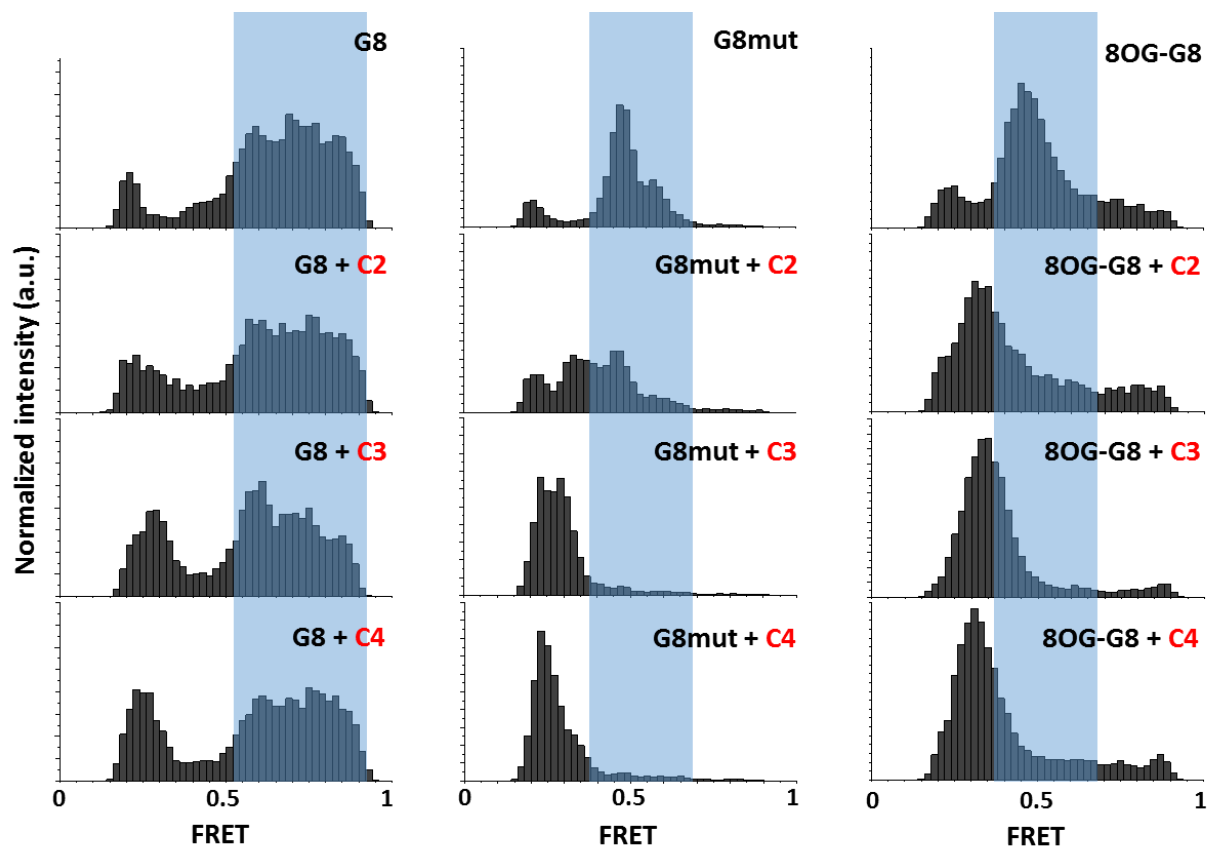 G8
G8mut
8OG-G8
G8 + C2
G8mut + C2
8OG-G8 + C2
G8 + C3
G8mut + C3
8OG-G8 + C3
G8 + C4
G8mut + C4
8OG-G8 + C4
Normalized intensity (a.u.)
0 0.5 1
0 0.5 1
0 0.5 1
FRET
FRET
FRET